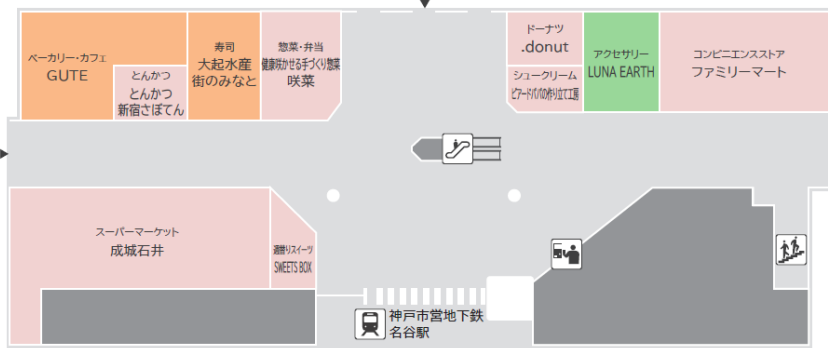 ベーカリー・カフェ
GUTE
とんかつ
とんかつ
新宿さぼてん
寿司
大起水産
街のみなと
惣菜・弁当
健康咲かせる手づくり惣菜
咲菜
ドーナツ
.donut
シュークリーム
ビアードパパの作り立て工房
アクセサリー
LUNA EARTH
コンビニエンスストア
ファミリーマート
スーパーマーケット
成城石井
週替りスイーツ
SWEETS BOX
神戸市営地下鉄
名谷駅